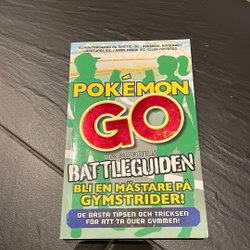 POKÉMON
GO
BATTLEGUIDEN
BLI EN MÄSTARE PÅ
GYMSTRIDER!
DE BÄSTA TIPSEN OCH TRICKSEN
FÖR ATT TA ÖVER GYMMEN!